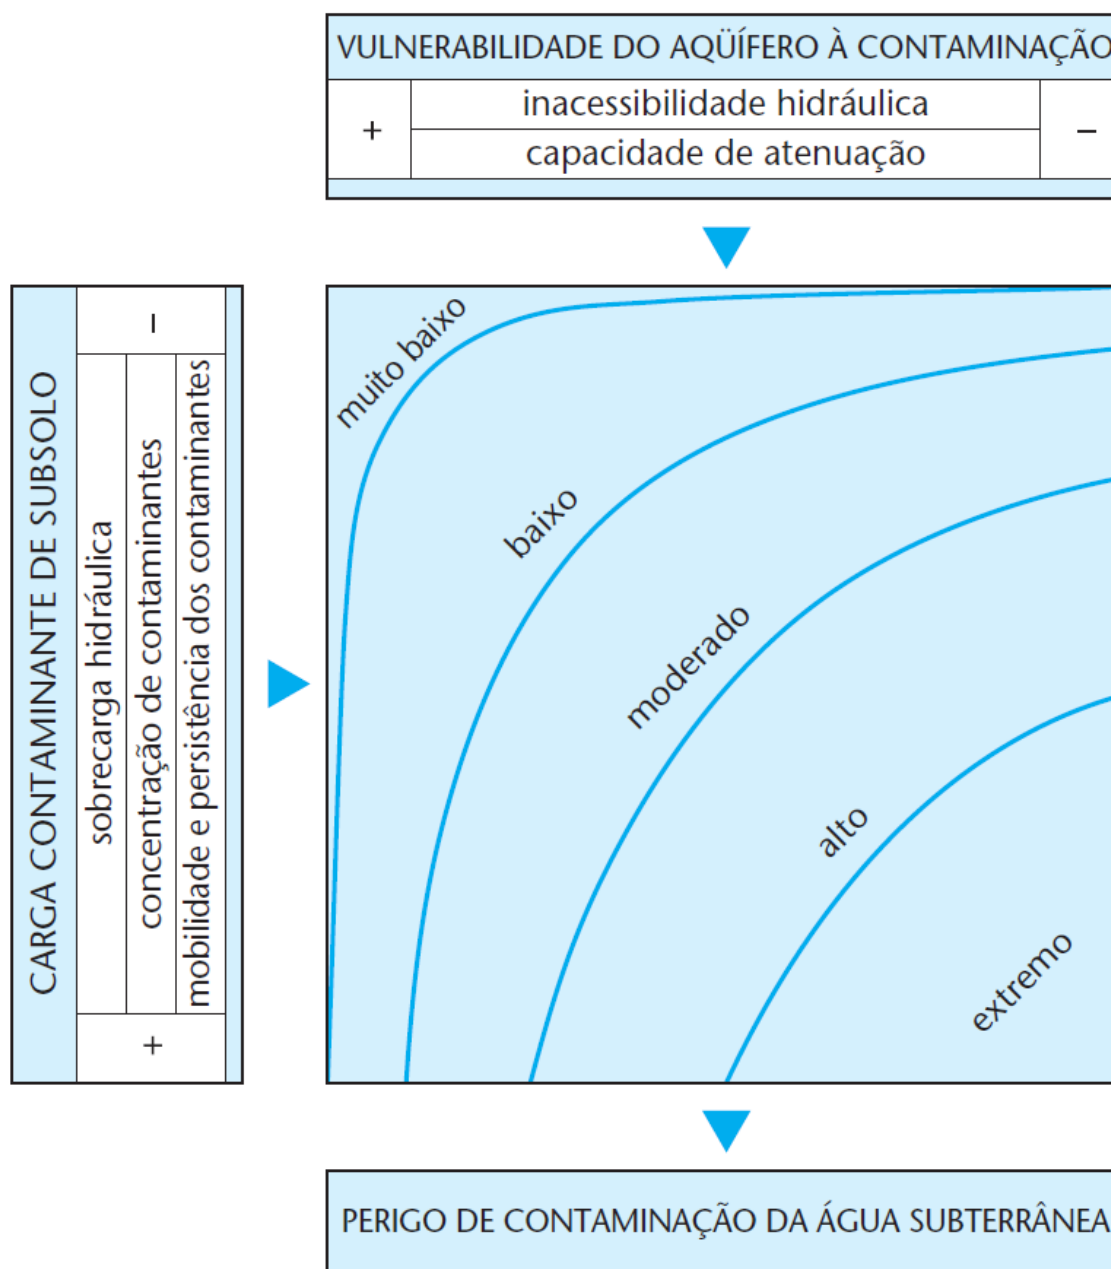 VULNERABILIDADE DO AQÜÍFERO À CONTAMINAÇÃO
+
inacessibilidade hidráulica
capacidade de atenuação
–
CARGA CONTAMINANTE DE SUBSOLO
–
sobrecarga hidráulica
concentração de contaminantes
mobilidade e persistência dos contaminantes
+
muito baixo
baixo
moderado
alto
extremo
PERIGO DE CONTAMINAÇÃO DA ÁGUA SUBTERRÂNEA